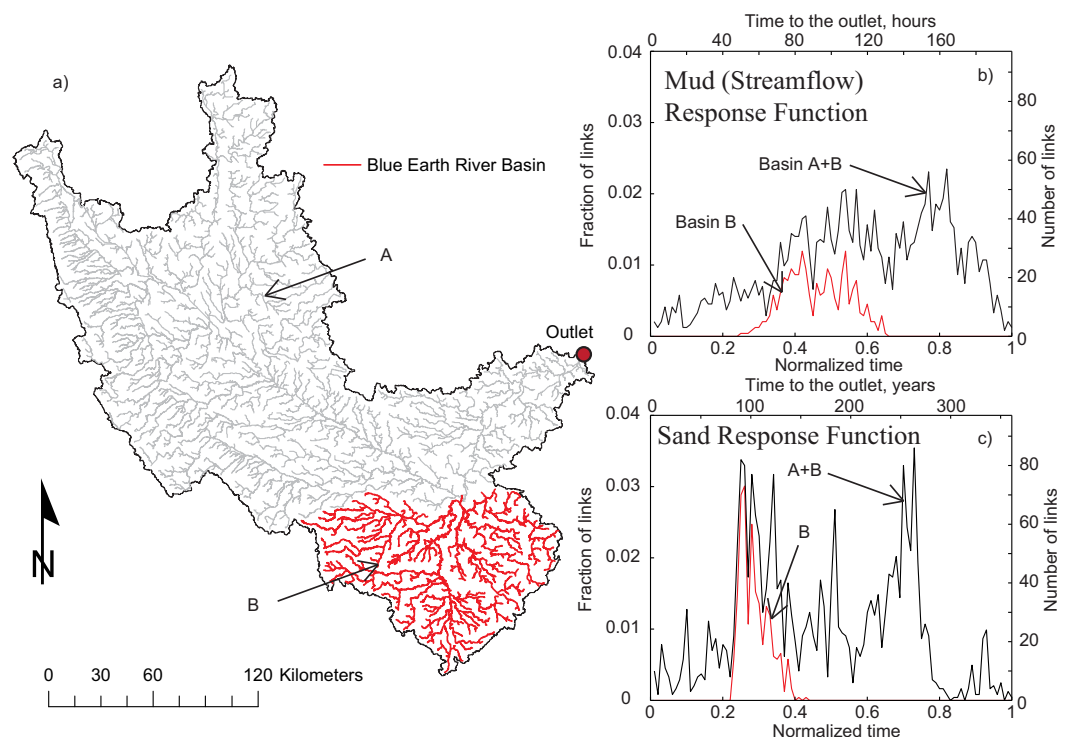 a)
Blue Earth River Basin
A
Outlet
B
N
0 30 60 120 Kilometers
Time to the outlet, hours
0 40 80 120 160
b)
Mud (Streamflow)
Response Function
Basin A+B
Basin B
Fraction of links
0.04
0.03
0.02
0.01
0
Number of links
80
60
40
20
0
0 0.2 0.4 0.6 0.8 1
Normalized time
Time to the outlet, years
0 100 200 300
c)
Sand Response Function
A+B
B
Fraction of links
0.04
0.03
0.02
0.01
0
Number of links
80
60
40
20
0
0 0.2 0.4 0.6 0.8 1
Normalized time